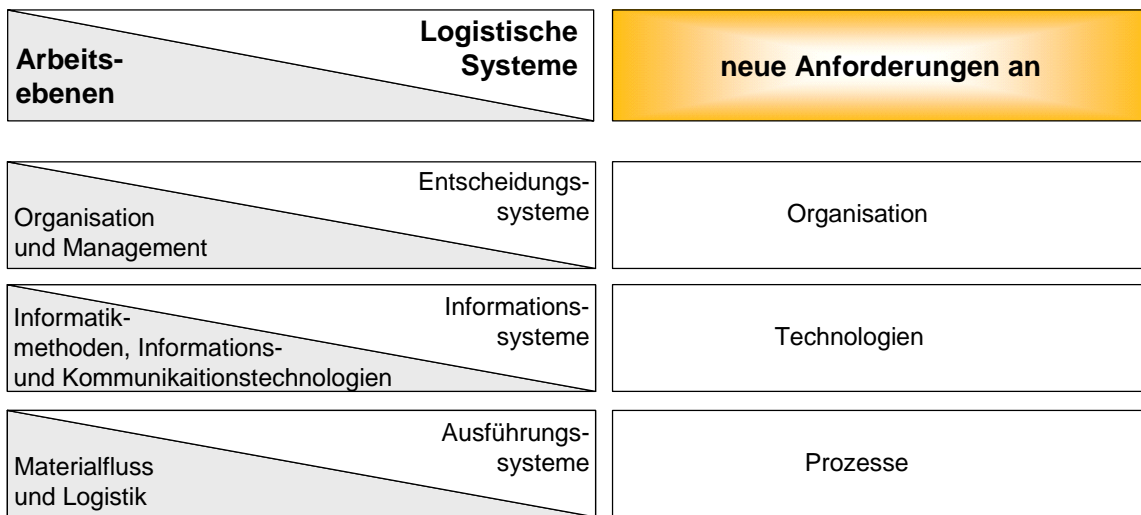 Logistische
Systeme
Arbeits-
ebenen
neue Anforderungen an
Entscheidungs-
systeme
Organisation
und Management
Organisation
Informations-
systeme
Informatik-
methoden, Informations-
und Kommunikaitionstechnologien
Technologien
Ausführungs-
systeme
Materialfluss
und Logistik
Prozesse